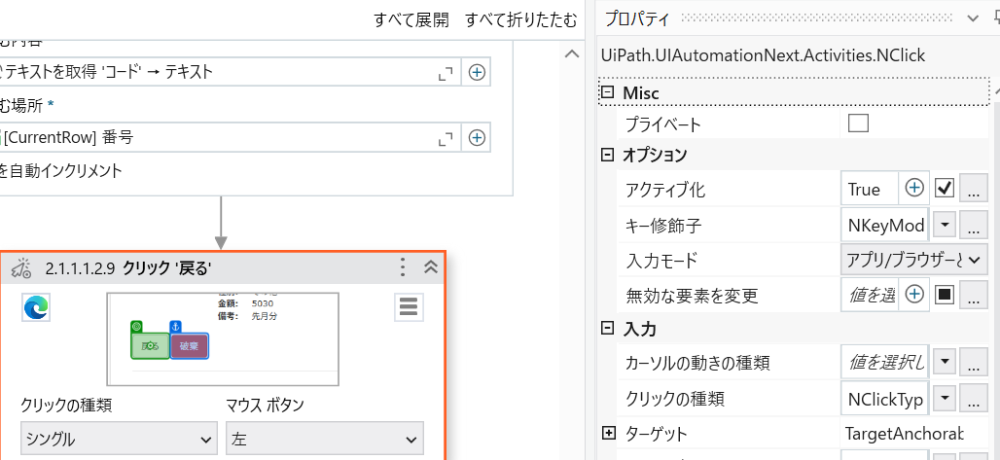 すべて展開 すべて折りたたむ
む内容
テキストを取得 'コード' → テキスト
む場所 *
[CurrentRow] 番号
を自動インクリメント
2.1.1.1.2.9 クリック '戻る'
金額: 5030
備考: 先月分
戻る 破棄
クリックの種類 マウス ボタン
シングル 左
プロパティ
UiPath.UIAutomationNext.Activities.NClick
Misc
プライベート
オプション
アクティブ化 True ...
キー修飾子 NKeyMod ...
入力モード アプリ/ブラウザーと
無効な要素を変更 値を選 ...
入力
カーソルの動きの種類 値を選択し ...
クリックの種類 NClickTyp ...
ターゲット TargetAnchorab